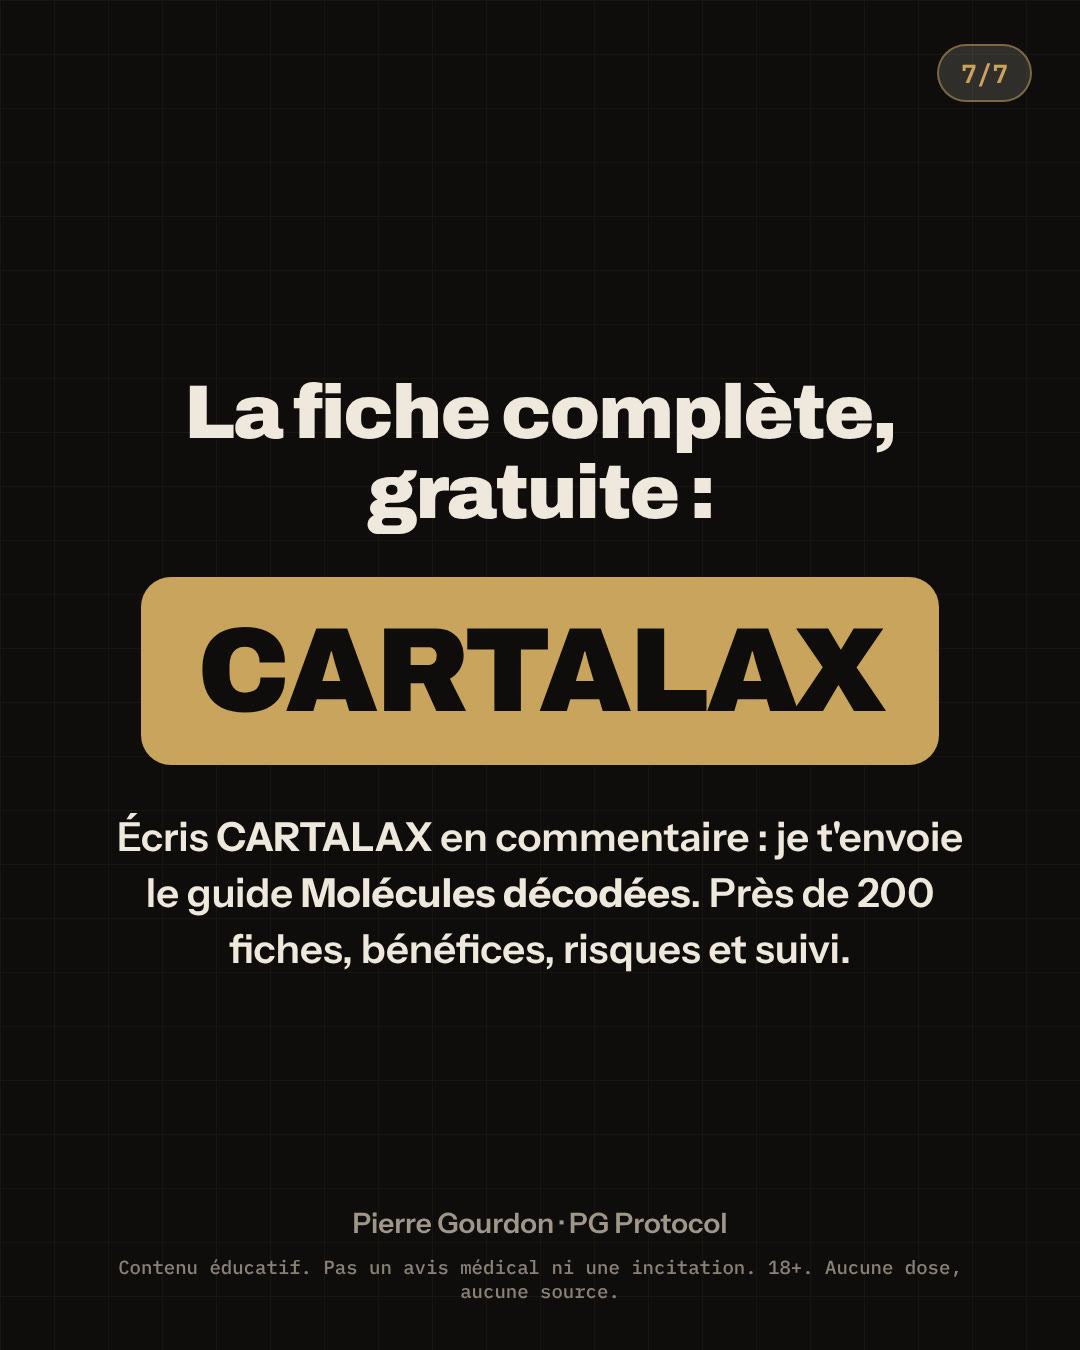 7/7
La fiche complète,
gratuite :
CARTALAX
Écris CARTALAX en commentaire : je t'envoie
le guide Molécules décodées. Près de 200
fiches, bénéfices, risques et suivi.
Pierre Gourdon · PG Protocol
Contenu éducatif. Pas un avis médical ni une incitation. 18+. Aucune dose,
aucune source.